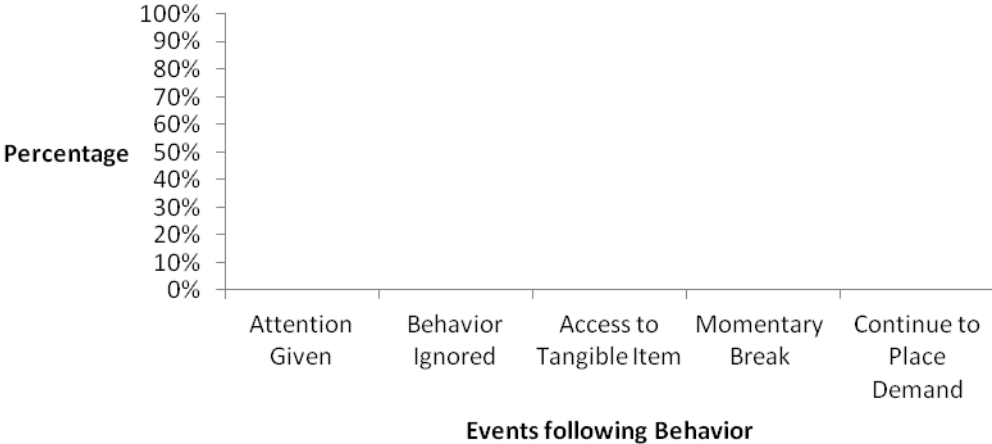 100%
90%
80%
70%
60%
Percentage
50%
40%
30%
20%
10%
0%
Attention Given
Behavior Ignored
Access to Tangible Item
Momentary Break
Continue to Place Demand
Events following Behavior